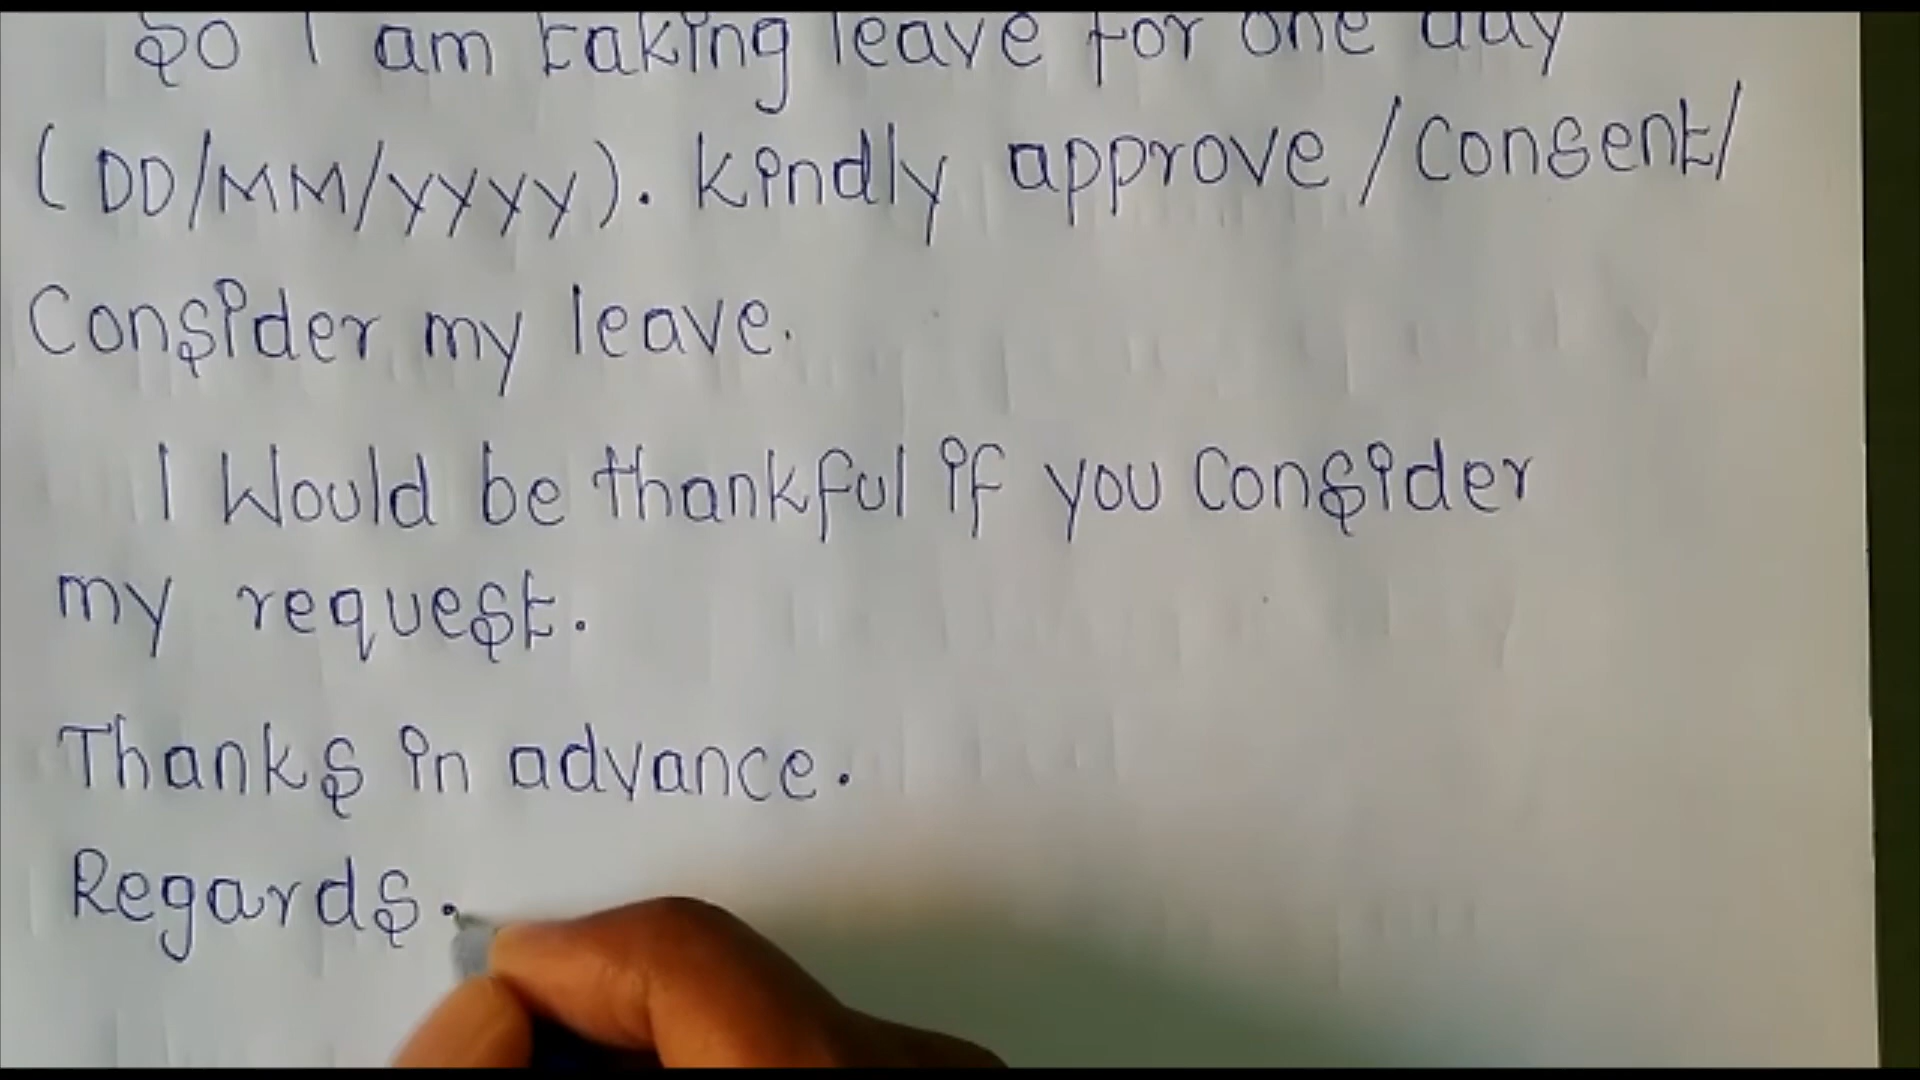 So I am taking leave for one day
(DD/MM/YYYY). Kindly approve/Consent/
Consider my leave.
I Would be thankful if you Consider
my request.
Thanks in advance.
Regards.